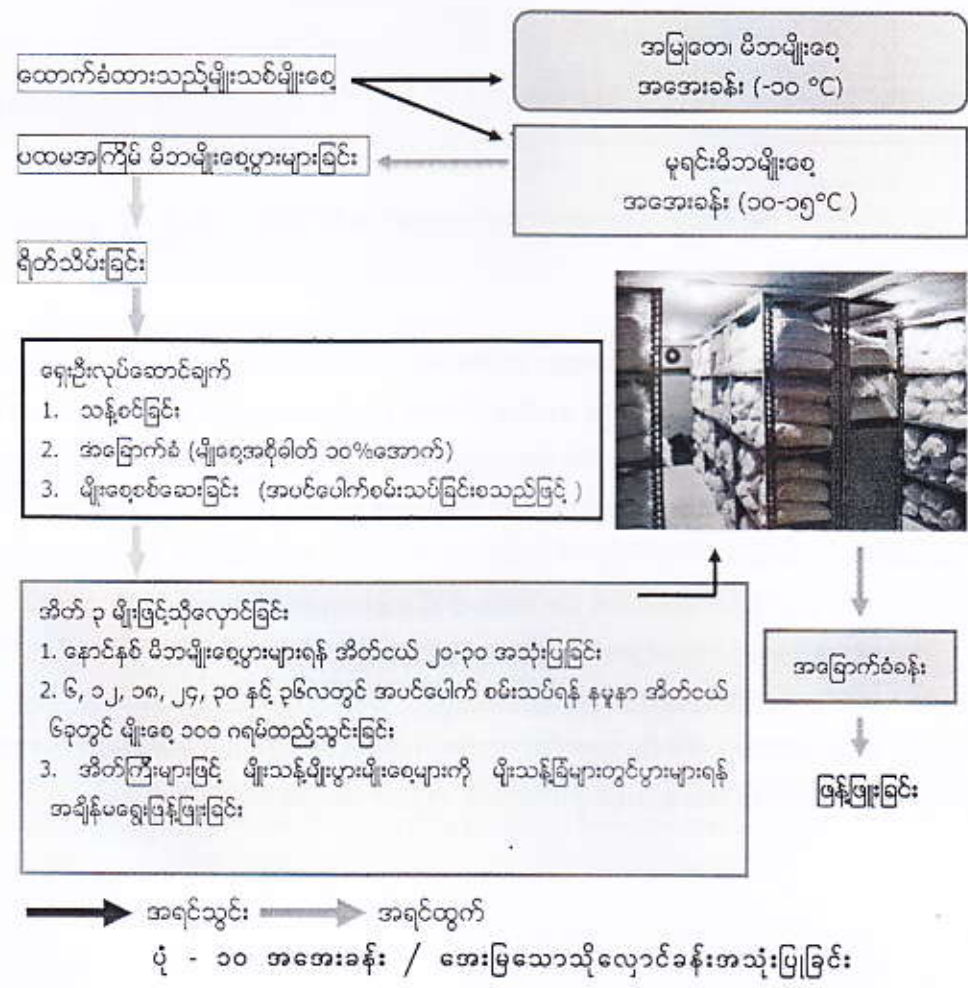 ထောက်ခံထားသည့်မျိုးသစ်မျိုးစေ့
အမြုတေ၊ မိဘမျိုးစေ့
အအေးခန်း (-၁၀ °C)
ပထမအကြိမ် မိဘမျိုးစေ့ပွားများခြင်း
မူရင်းမိဘမျိုးစေ့
အအေးခန်း (၁၀-၁၅°C )
ရိတ်သိမ်းခြင်း
ရှေးဦးလုပ်ဆောင်ချက်
1. သန့်စင်ခြင်း
2. အခြောက်ခံ (မျိုစေ့အစိုဓါတ် ၁၀%အောက်)
3. မျိုးစေ့စစ်ဆေးခြင်း (အပင်ပေါက်စမ်းသပ်ခြင်းစသည်ဖြင့် )
အိတ် ၃ မျိုးဖြင့်သိုလှောင်ခြင်း
1. နောင်နှစ် မိဘမျိုးစေ့ပွားများရန် အိတ်ငယ် ၂၀-၃၀ အသုံးပြုခြင်း
2. ၆, ၁၂, ၁၈, ၂၄, ၃၀ နှင့် ၃၆လတွင် အပင်ပေါက် စမ်းသပ်ရန် နမူနာ အိတ်ငယ်
၆ခုတွင် မျိုးစေ့ ၁၀၀ ဂရမ်ထည့်သွင်းခြင်း
3. အိတ်ကြီးများဖြင့် မျိုးသန့်မျိုးပွားမျိုးစေ့များကို မျိုးသန့်ခြံများတွင်ပွားများရန်
အချိန်မရွေးဖြန့်ဖြူးခြင်း
အခြောက်ခံခန်း
ဖြန့်ဖြူးခြင်း
အရင်သွင်း အရင်ထွက်
ပုံ - ၁၀ အအေးခန်း / အေးမြသောသိုလှောင်ခန်းအသုံးပြုခြင်း